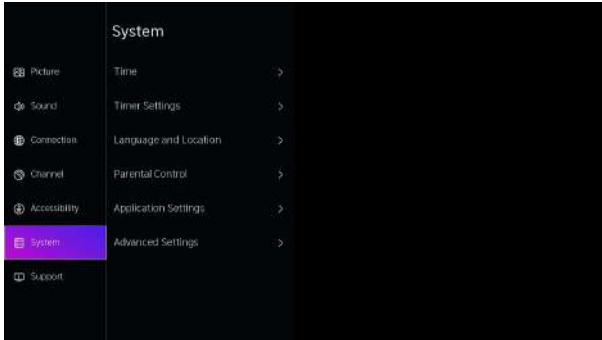 System
Picture
Sound
Connection
Channel
Accessibility
System
Support
Time
Timer Settings
Language and Location
Parental Control
Application Settings
Advanced Settings